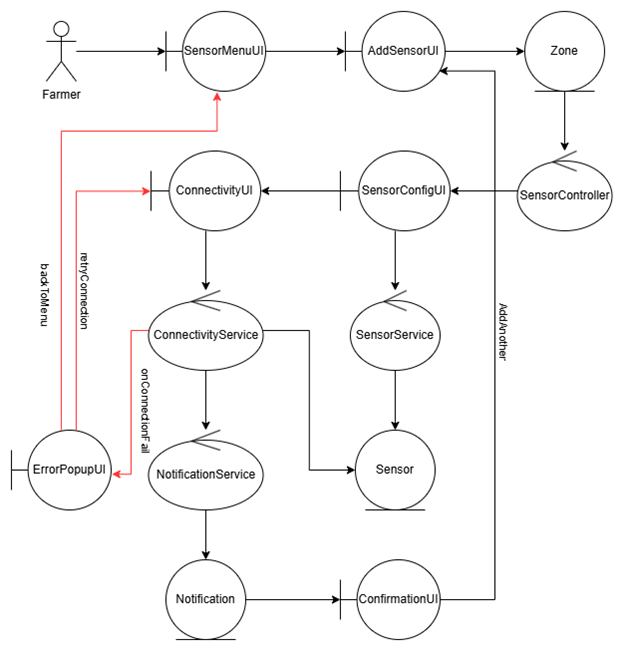 SensorMenuUI
AddSensorUI
Zone
Farmer
ConnectivityUI
SensorConfigUI
SensorController
backToMenu
retryConnection
ConnectivityService
SensorService
AddAnother
onConnectionFail
ErrorPopupUI
NotificationService
Sensor
Notification
ConfirmationUI